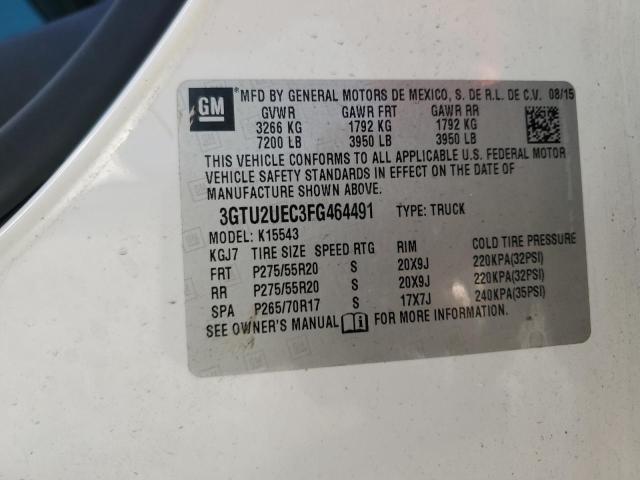 GM ® MFD BY GENERAL MOTORS DE MEXICO, S. DE R.L. DE C.V. 08/15
GVWR GAWR FRT GAWR RR
3266 KG 1792 KG 1792 KG
7200 LB 3950 LB 3950 LB
THIS VEHICLE CONFORMS TO ALL APPLICABLE U.S. FEDERAL MOTOR
VEHICLE SAFETY STANDARDS IN EFFECT ON THE DATE OF
MANUFACTURE SHOWN ABOVE.
3GTU2UEC3FG464491 TYPE: TRUCK
MODEL: K15543
KGJ7 TIRE SIZE SPEED RTG RIM COLD TIRE PRESSURE
FRT P275/55R20 S 20X9J 220KPA(32PSI)
RR P275/55R20 S 20X9J 220KPA(32PSI)
SPA P265/70R17 S 17X7J 240KPA(35PSI)
SEE OWNER'S MANUAL FOR MORE INFORMATION.